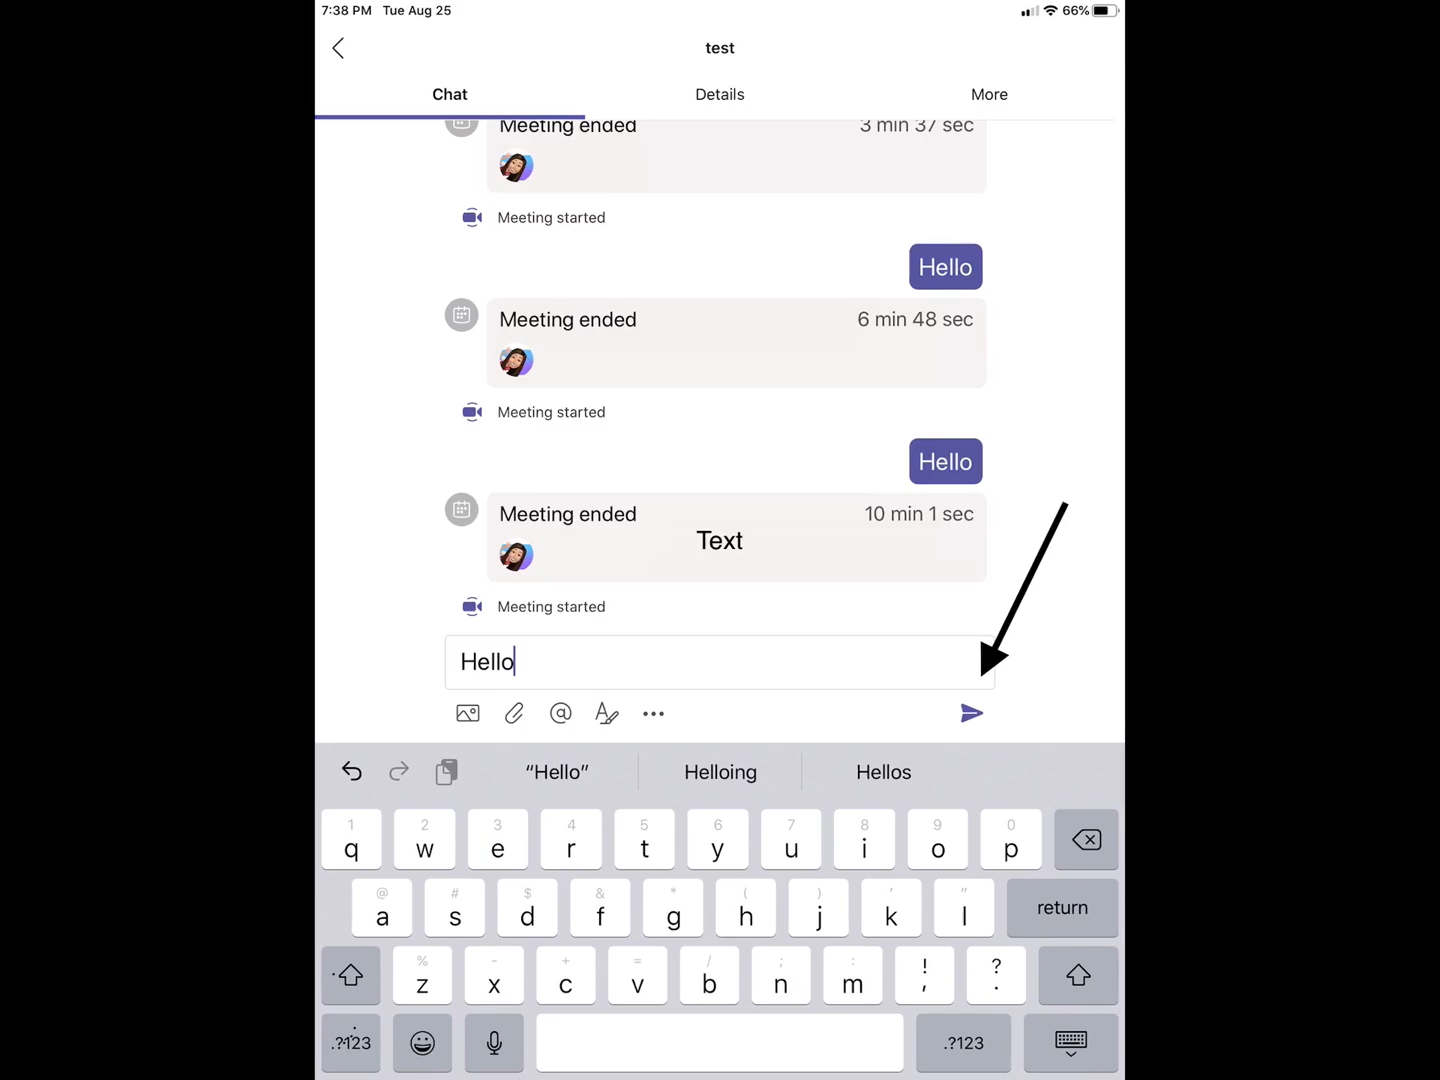 7:38 PM Tue Aug 25 66%
test
Chat Details More
Meeting ended 3 min 37 sec
Meeting started
Hello
Meeting ended 6 min 48 sec
Meeting started
Hello
Meeting ended 10 min 1 sec
Text
Meeting started
Hello
“Hello” Helloing Hellos
1 2 3 4 5 6 7 8 9 0
q w e r t y u i o p
@ # $ & * ( ) ' "
a s d f g h j k l return
% - + = / ; : ! ?
z x c v b n m , .
.?123 .?123